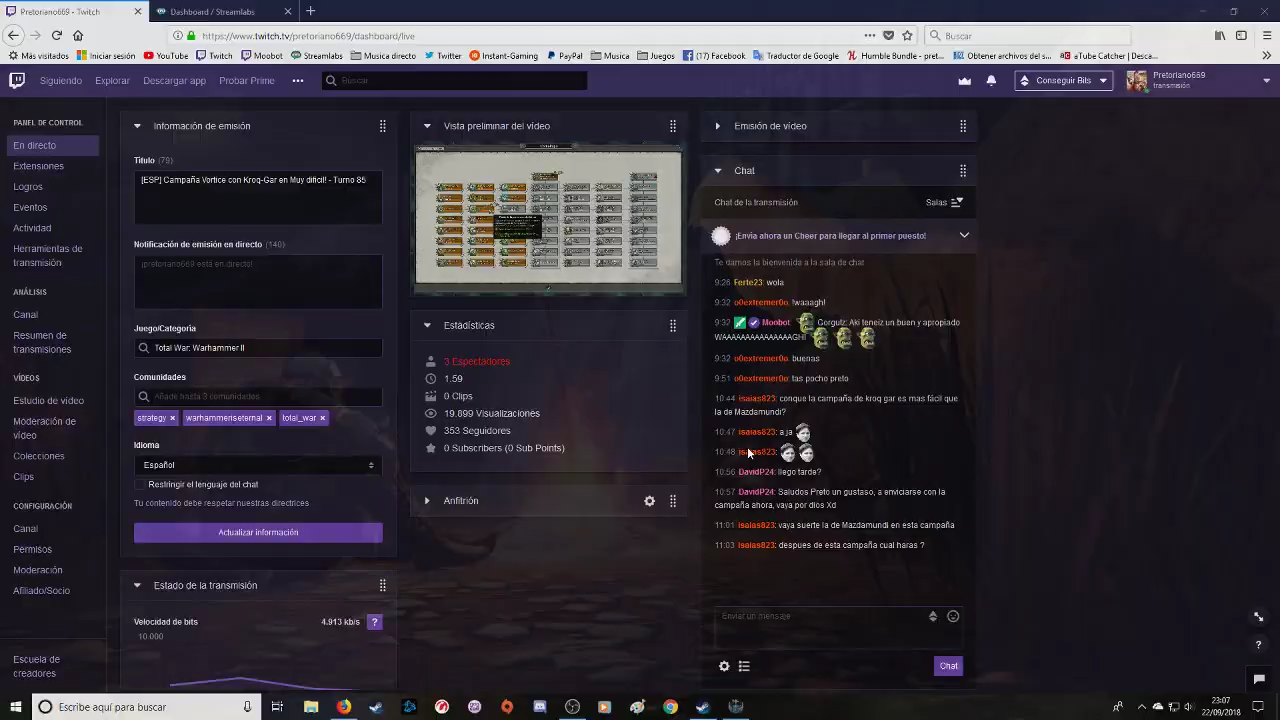 Pretoriano669 - Twitch
Dashboard / Streamlabs
https://www.twitch.tv/pretoriano669/dashboard/live
Buscar
Más visitados
Iniciar sesión
YouTube
Twitch
Nightbot
Streamlabs
Musica directo
Twitter
Instant-Gaming
PayPal
Musica
Juegos
(17) Facebook
Traductor de Google
Humble Bundle - pret...
Obtener archivos del s...
aTube Catcher | Desca...
Siguiendo
Explorar
Descargar app
Probar Prime
Buscar
Conseguir Bits
Pretoriano669
transmisión
PANEL DE CONTROL
En directo
Extensiones
Logros
Eventos
Actividad
Herramientas de
transmisión
ANÁLISIS
Canal
Resumen de
transmisiones
VÍDEOS
Estudio de vídeo
Moderación de
vídeo
Colecciones
Clips
CONFIGURACIÓN
Canal
Permisos
Moderación
Afiliado/Socio
Escuela de
creadores
Información de emisión
Título (79)
[ESP] Campaña Vortice con Kroq-Gar en Muy dificil! - Turno 85
Notificación de emisión en directo (140)
¡pretoriano669 está en directo!
Juego/Categoría
Total War: Warhammer II
Comunidades
Añade hasta 3 comunidades
strategy ×
warhammeriseternal ×
total_war ×
Idioma
Español
Restringir el lenguaje del chat
Tu contenido debe respetar nuestras directrices
Actualizar información
Estado de la transmisión
Velocidad de bits
4.913 kb/s
?
10.000
Vista preliminar del vídeo
Estadísticas
3 Espectadores
1.59
0 Clips
19.899 Visualizaciones
353 Seguidores
0 Subscribers (0 Sub Points)
Anfitrión
Emisión de vídeo
Chat
Chat de la transmisión
Salas
¡Envía ahora un Cheer para llegar al primer puesto!
Te damos la bienvenida a la sala de chat
9:26 Ferte23: wola
9:32 o0extremer0o: !waaagh!
9:32 Moobot: Gorgutz: Aki teneiz un buen y apropiado
WAAAAAAAAAAAAAAGH!
9:32 o0extremer0o: buenas
9:51 o0extremer0o: tas pocho preto
10:44 isaias823: conque la campaña de kroq gar es mas fácil que
la de Mazdamundi?
10:47 isaias823: a ja
10:48 isaias823:
10:56 DavidP24: llego tarde?
10:57 DavidP24: Saludos Preto un gustaso, a enviciarse con la
campaña ahora, vaya por dios Xd
11:01 isaias823: vaya suerte la de Mazdamundi en esta campaña
11:03 isaias823: despues de esta campaña cual haras ?
Enviar un mensaje
Chat
?
Escribe aquí para buscar
23:07
22/09/2018